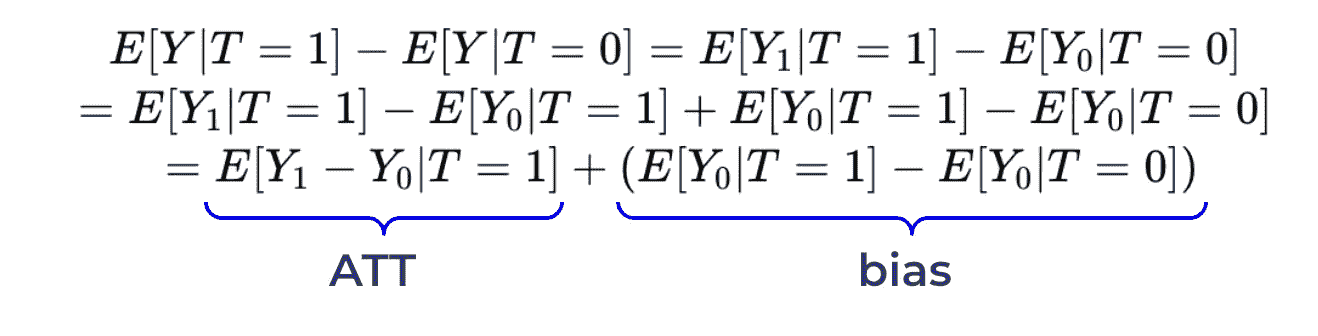 E[Y|T = 1] − E[Y|T = 0] = E[Y₁|T = 1] − E[Y₀|T = 0]
= E[Y₁|T = 1] − E[Y₀|T = 1] + E[Y₀|T = 1] − E[Y₀|T = 0]
= E[Y₁ − Y₀|T = 1] + (E[Y₀|T = 1] − E[Y₀|T = 0])
ATT bias